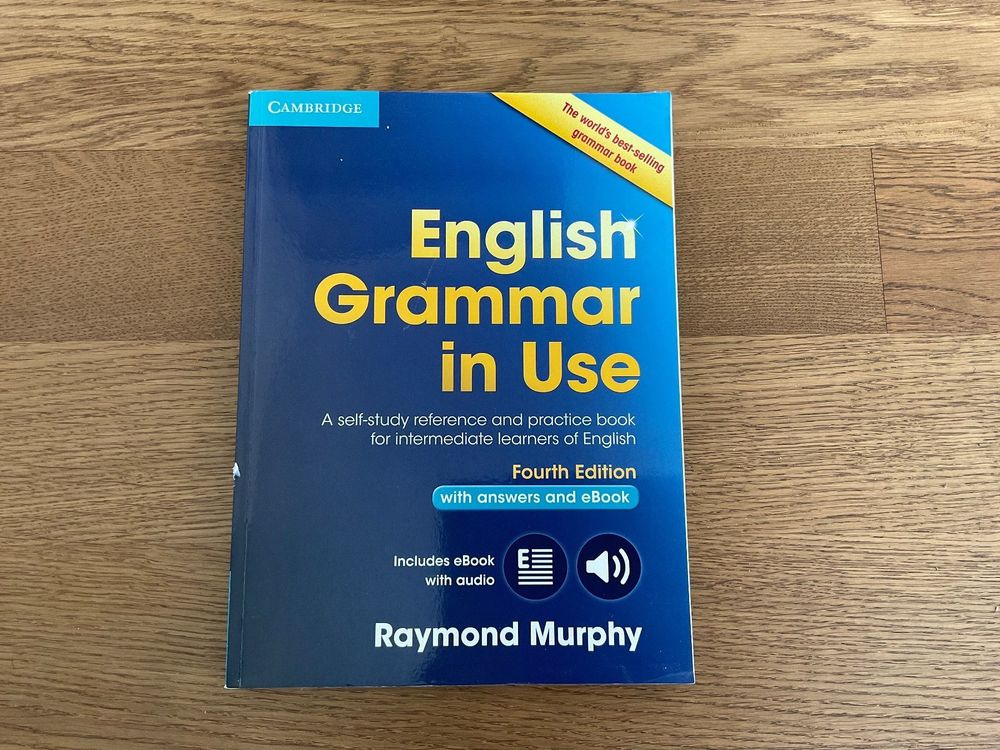 CAMBRIDGE
The world's best-selling
grammar book
English
Grammar
in Use
A self-study reference and practice book
for intermediate learners of English
Fourth Edition
with answers and eBook
Includes eBook
with audio
E
Raymond Murphy